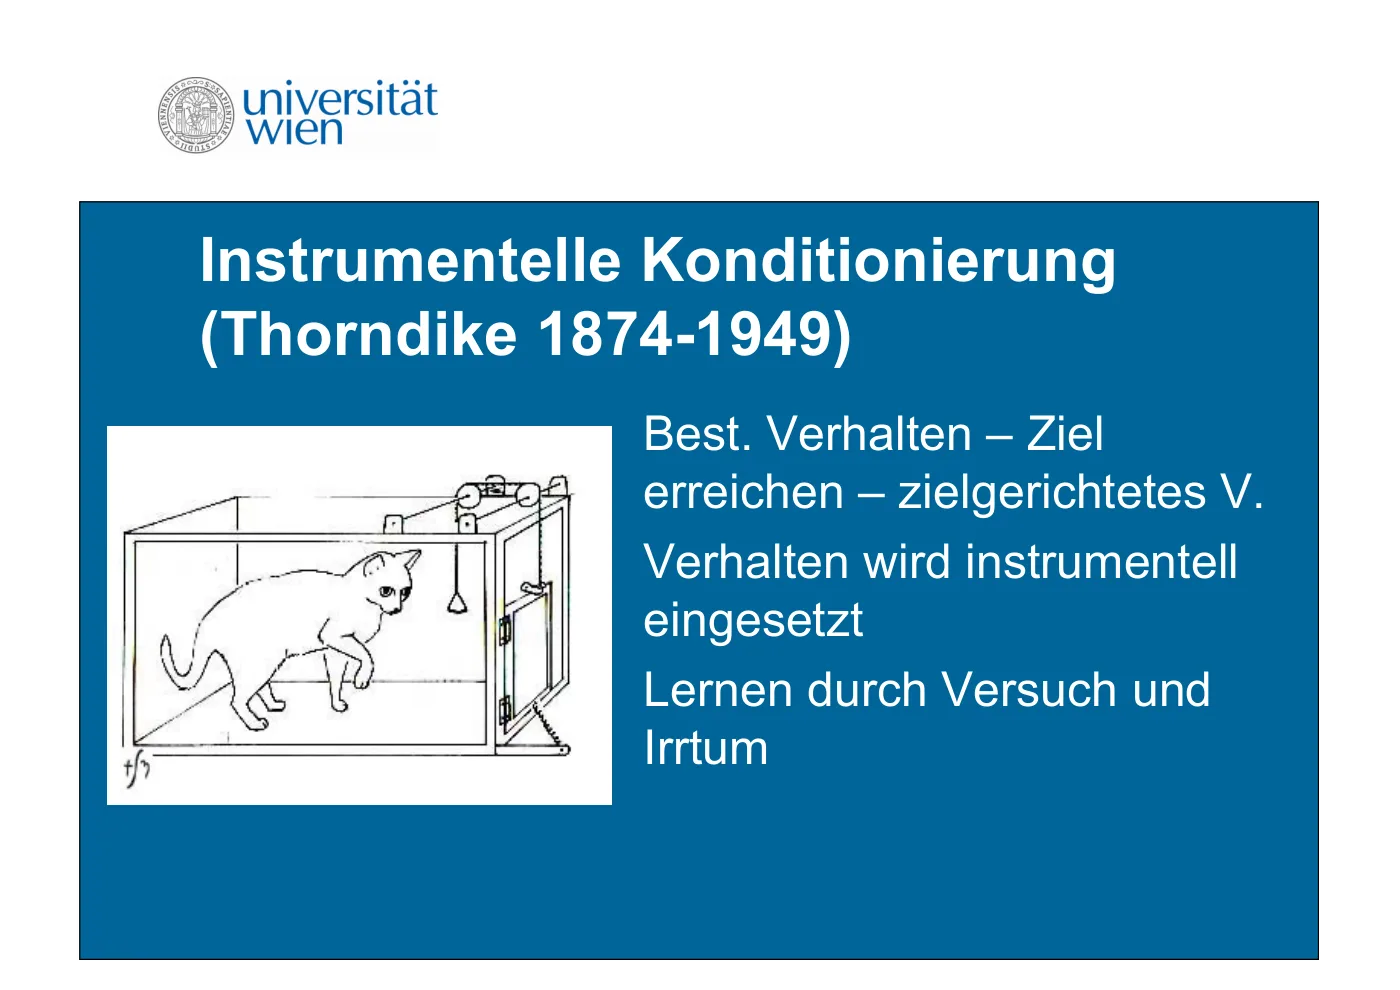 universität
wien
Instrumentelle Konditionierung
(Thorndike 1874-1949)
Best. Verhalten – Ziel
erreichen – zielgerichtetes V.
Verhalten wird instrumentell
eingesetzt
Lernen durch Versuch und
Irrtum